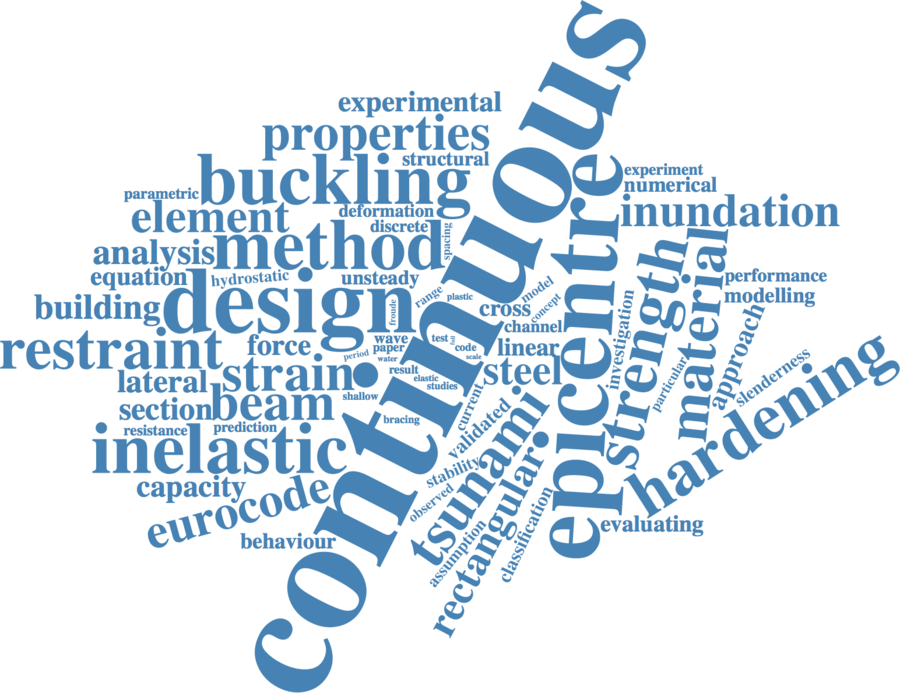 continuous
experimental
properties
structural
buckling
parametric
experiment
numerical
element
deformation
discrete
inundation
spacing
analysis
method
epicentre
equation
hydrostatic
unsteady
performance
building
design
froude
range
plastic
model
concept
modelling
strength
material
cross
channel
restraint
force
wave
paper
water
period
test
full
code
scale
linear
investigation
approach
lateral
strain
result
elastic
studies
steel
particular
slenderness
shallow
section
beam
bracing
current
hardening
resistance
prediction
validated
inelastic
stability
tsunami
capacity
observed
rectangular
eurocode
assumption
classification
evaluating
behaviour